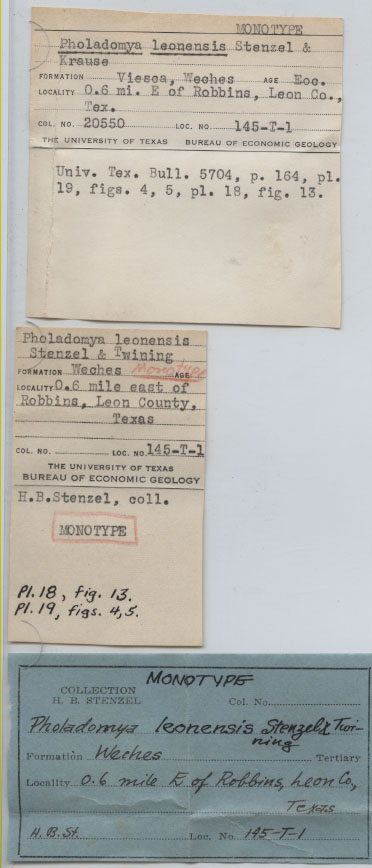 MONOTYPE
Pholadomya leonensis Stenzel &
Krause
FORMATION Viesca, Weches AGE Eoc.
LOCALITY 0.6 mi. E of Robbins, Leon Co.,
Tex.
COL. NO. 20550 LOC. NO. 145-T-1
THE UNIVERSITY OF TEXAS BUREAU OF ECONOMIC GEOLOGY
Univ. Tex. Bull. 5704, p. 164, pl.
19, figs. 4, 5, pl. 18, fig. 13.
Pholadomya leonensis
Stenzel & Twining
FORMATION Weches Monotype AGE
LOCALITY 0.6 mile east of
Robbins, Leon County,
Texas
COL. NO. LOC. NO. 145-T-1
THE UNIVERSITY OF TEXAS
BUREAU OF ECONOMIC GEOLOGY
H.B.Stenzel, coll.
MONOTYPE
Pl. 18, fig. 13.
Pl. 19, figs. 4, 5.
MONOTYPE
COLLECTION
H. B. STENZEL Col. No.
Pholadomya leonensis Stenzel & Twi-
ning
Formation Weches Tertiary
Locality 0.6 mile E of Robbins, Leon Co,
Texas
H. B. St. Loc. No. 145-T-1